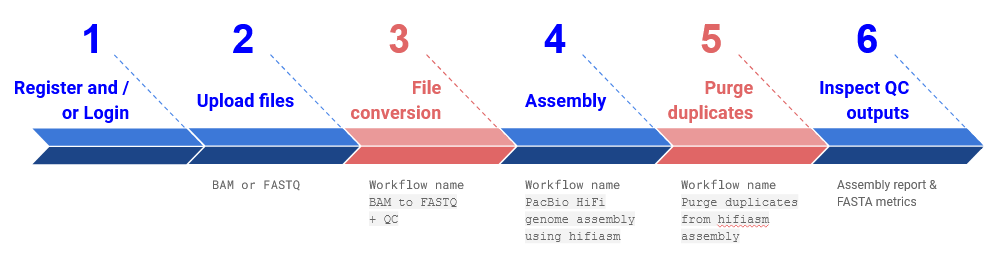 1
Register and /
or Login
2
Upload files
3
File
conversion
4
Assembly
5
Purge
duplicates
6
Inspect QC
outputs
BAM or FASTQ
Workflow name
BAM to FASTQ
+ QC
Workflow name
PacBio HiFi
genome assembly
using hifiasm
Workflow name
Purge duplicates
from hifiasm
assembly
Assembly report &
FASTA metrics